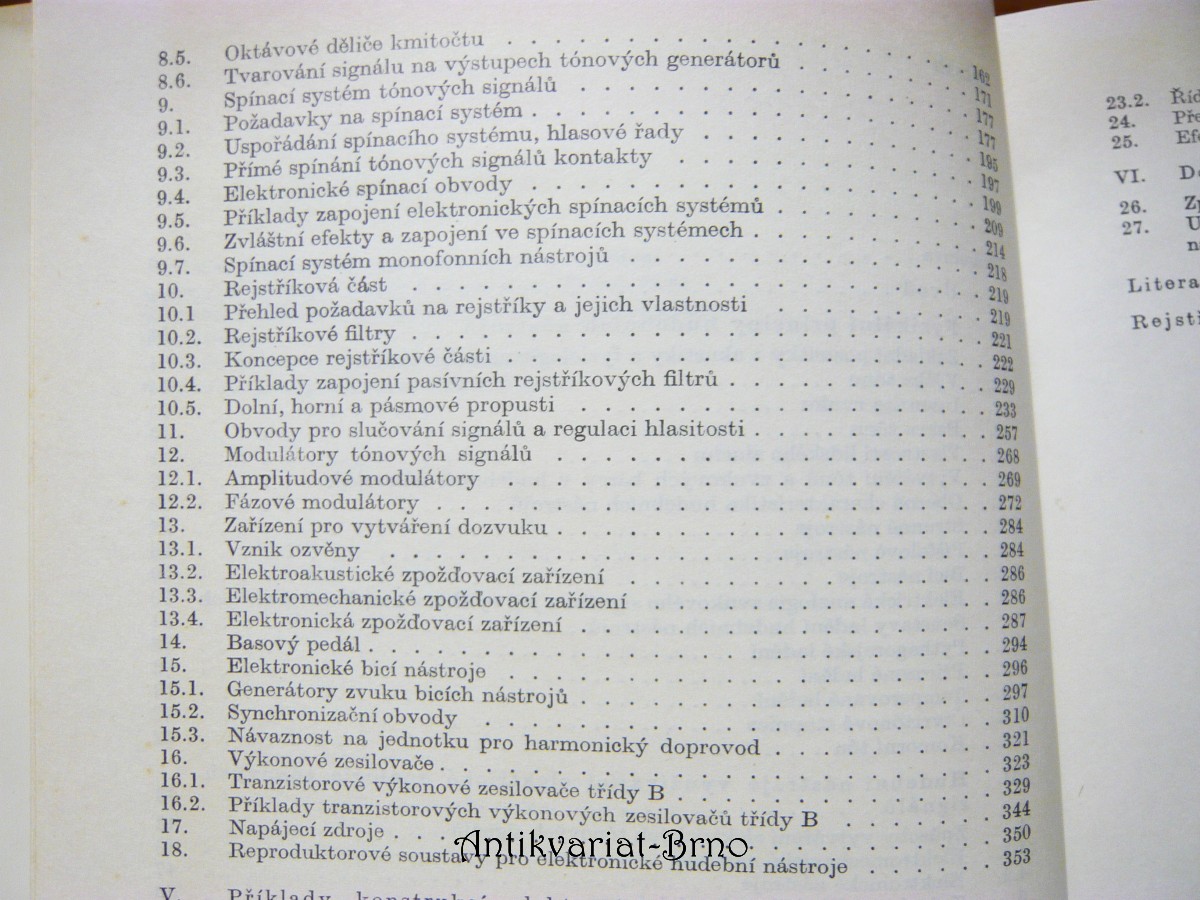 8.5. Oktávové děliče kmitočtu . . . . . . . . . . . . . . . 162
8.6. Tvarování signálu na výstupech tónových generátorů . . . . . . . 171
9. Spínací systém tónových signálů . . . . . . . . . . . . . 177
9.1. Požadavky na spínací systém . . . . . . . . . . . . . . 177
9.2. Uspořádání spínacího systému, hlasové řady . . . . . . . . . . 195
9.3. Přímé spínání tónových signálů kontakty . . . . . . . . . . . 197
9.4. Elektronické spínací obvody . . . . . . . . . . . . . . 199
9.5. Příklady zapojení elektronických spínacích systémů . . . . . . . . 209
9.6. Zvláštní efekty a zapojení ve spínacích systémech . . . . . . . . 214
9.7. Spínací systém monofonních nástrojů . . . . . . . . . . . . 218
10. Rejstříková část . . . . . . . . . . . . . . . . . . 219
10.1 Přehled požadavků na rejstříky a jejich vlastnosti . . . . . . . . 219
10.2. Rejstříkové filtry . . . . . . . . . . . . . . . . . . 221
10.3. Koncepce rejstříkové části . . . . . . . . . . . . . . . 222
10.4. Příklady zapojení pasívních rejstříkových filtrů . . . . . . . . . 229
10.5. Dolní, horní a pásmové propusti . . . . . . . . . . . . . 233
11. Obvody pro slučování signálů a regulaci hlasitosti . . . . . . . . 257
12. Modulátory tónových signálů . . . . . . . . . . . . . . 268
12.1. Amplitudové modulátory . . . . . . . . . . . . . . . . 269
12.2. Fázové modulátory . . . . . . . . . . . . . . . . . 272
13. Zařízení pro vytváření dozvuku . . . . . . . . . . . . . . 284
13.1. Vznik ozvěny . . . . . . . . . . . . . . . . . . . 284
13.2. Elektroakustické zpožďovací zařízení . . . . . . . . . . . . 286
13.3. Elektromechanické zpožďovací zařízení . . . . . . . . . . . 286
13.4. Elektronická zpožďovací zařízení . . . . . . . . . . . . . 287
14. Basový pedál . . . . . . . . . . . . . . . . . . . 294
15. Elektronické bicí nástroje . . . . . . . . . . . . . . . 296
15.1. Generátory zvuku bicích nástrojů . . . . . . . . . . . . . 297
15.2. Synchronizační obvody . . . . . . . . . . . . . . . . 310
15.3. Návaznost na jednotku pro harmonický doprovod . . . . . . . . 321
16. Výkonové zesilovače . . . . . . . . . . . . . . . . . 323
16.1. Tranzistorové výkonové zesilovače třídy B . . . . . . . . . . 329
16.2. Příklady tranzistorových výkonových zesilovačů třídy B . . . . . . 344
17. Napájecí zdroje . . . . . . . . . . . . . . . . . . 350
18. Reproduktorové soustavy pro elektronické hudební nástroje . . . . . 353
V. Příklady konstrukcí
Antikvariat-Brno
23.2. Říd
24. Pře
25. Efe
VI. D
26. Zp
27. U
n
Litera
Rejstř